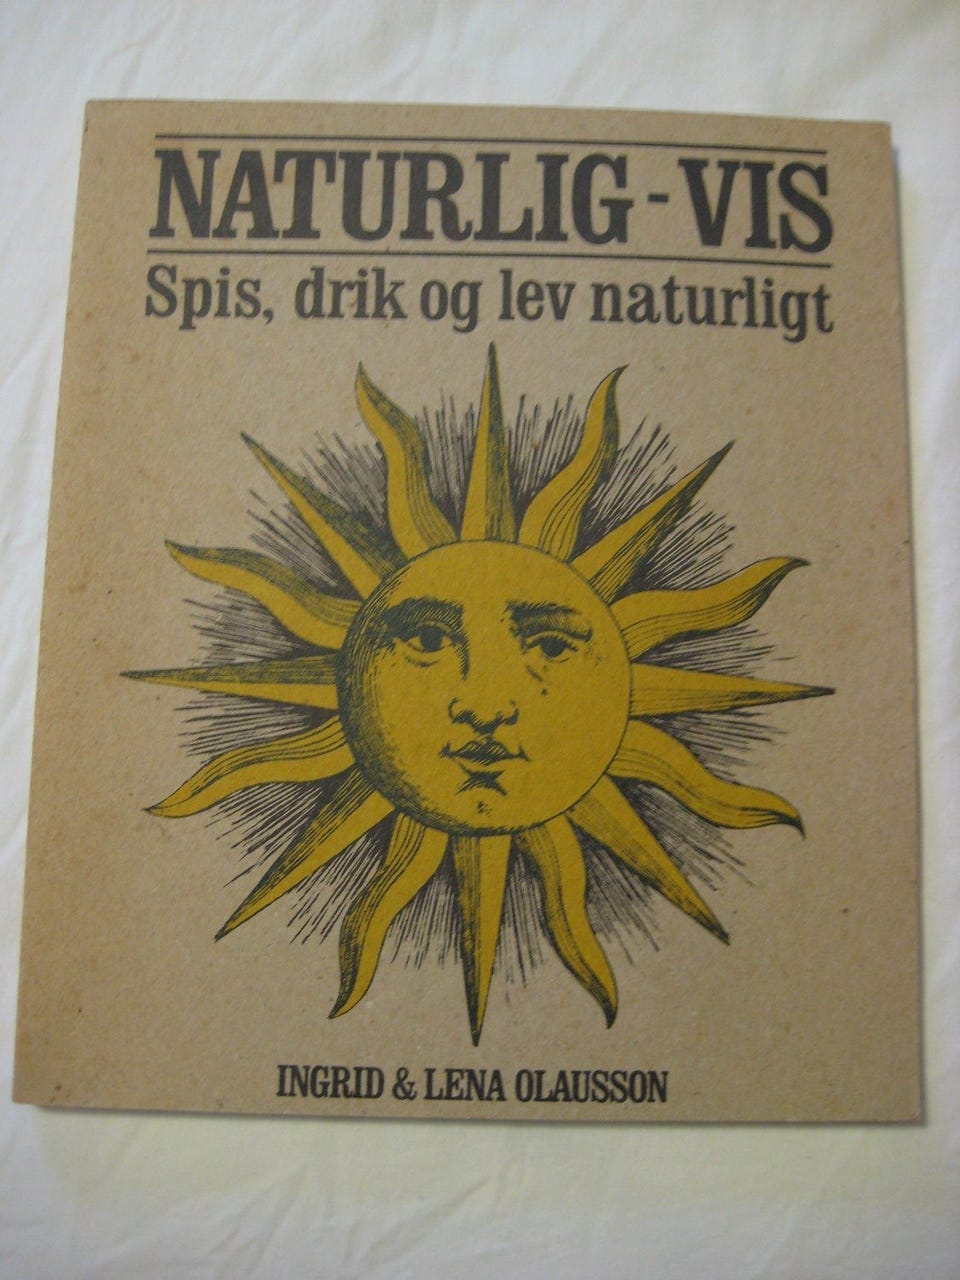 NATURLIG-VIS
Spis, drik og lev naturligt
INGRID & LENA OLAUSSON